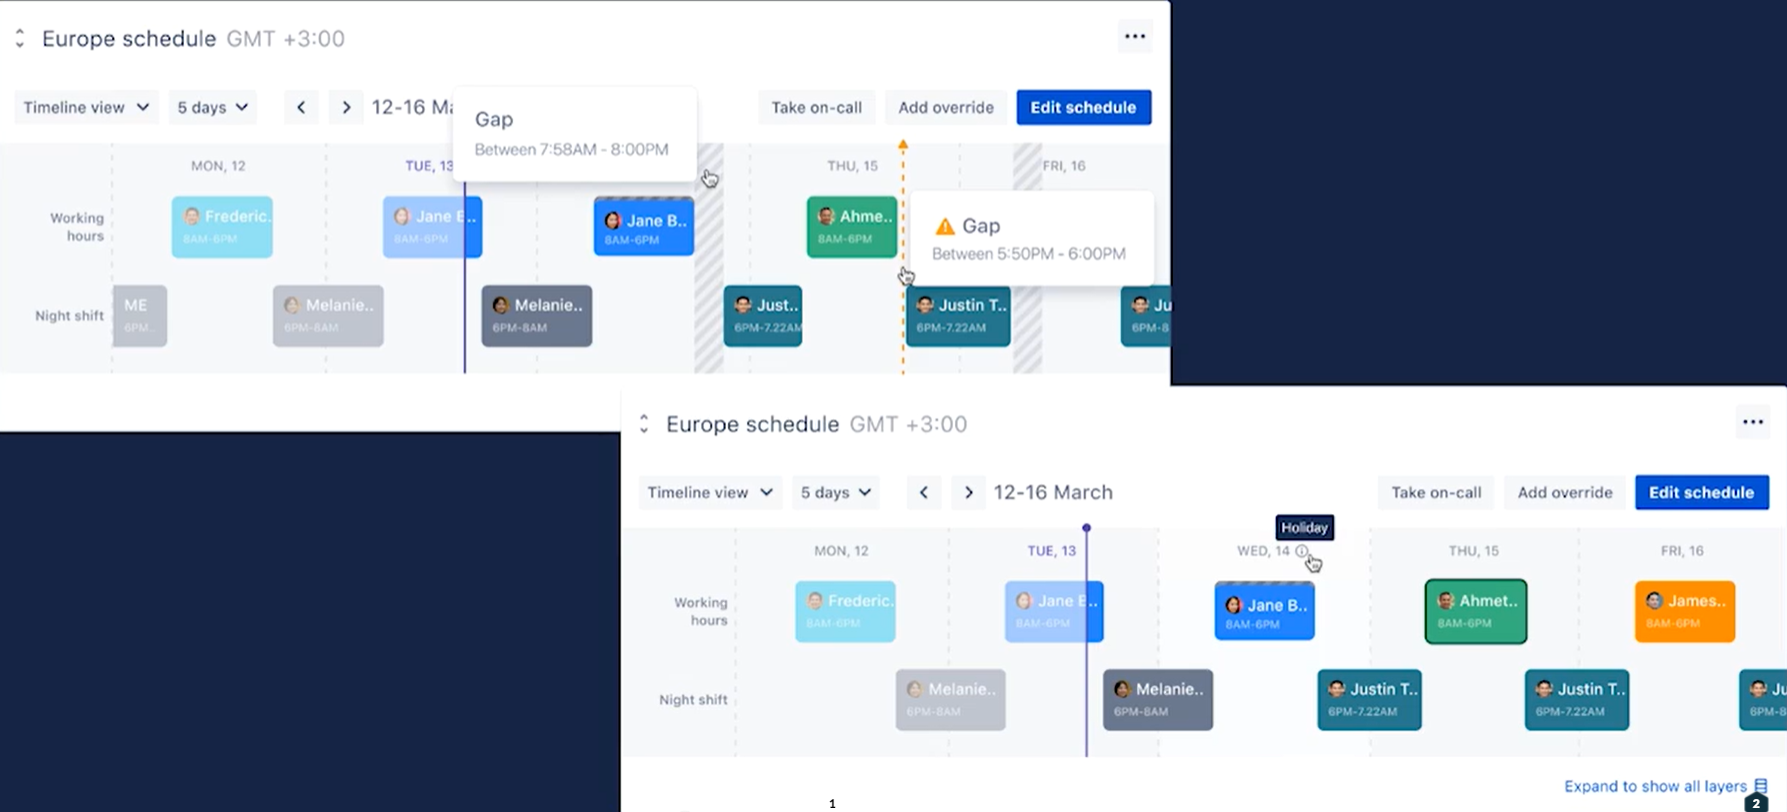 Europe schedule GMT +3:00
Timeline view 5 days 12-16 Ma Take on-call Add override Edit schedule
Gap
Between 7:58AM - 8:00PM
MON, 12 TUE, 13 THU, 15 FRI, 16
Working hours
Frederic. 8AM-6PM
Jane B.. 8AM-6PM
Jane B.. 8AM-6PM
Ahme.. 8AM-6PM
Gap
Between 5:50PM - 6:00PM
Night shift
ME 6PM..
Melanie.. 6PM-8AM
Melanie.. 6PM-8AM
Just.. 6PM-7.22AM
Justin T.. 6PM-7.22AM
Ju 6PM-8
Europe schedule GMT +3:00
Timeline view 5 days 12-16 March Take on-call Add override Edit schedule
Holiday
MON, 12 TUE, 13 WED, 14 THU, 15 FRI, 16
Working hours
Frederic. 8AM-6PM
Jane B.. 8AM-6PM
Jane B.. 8AM-6PM
Ahmet.. 8AM-6PM
James.. 8AM-6PM
Night shift
Melanie.. 6PM-8AM
Melanie.. 6PM-8AM
Justin T.. 6PM-7.22AM
Justin T.. 6PM-7.22AM
Ju 6PM-8
Expand to show all layers
1
2